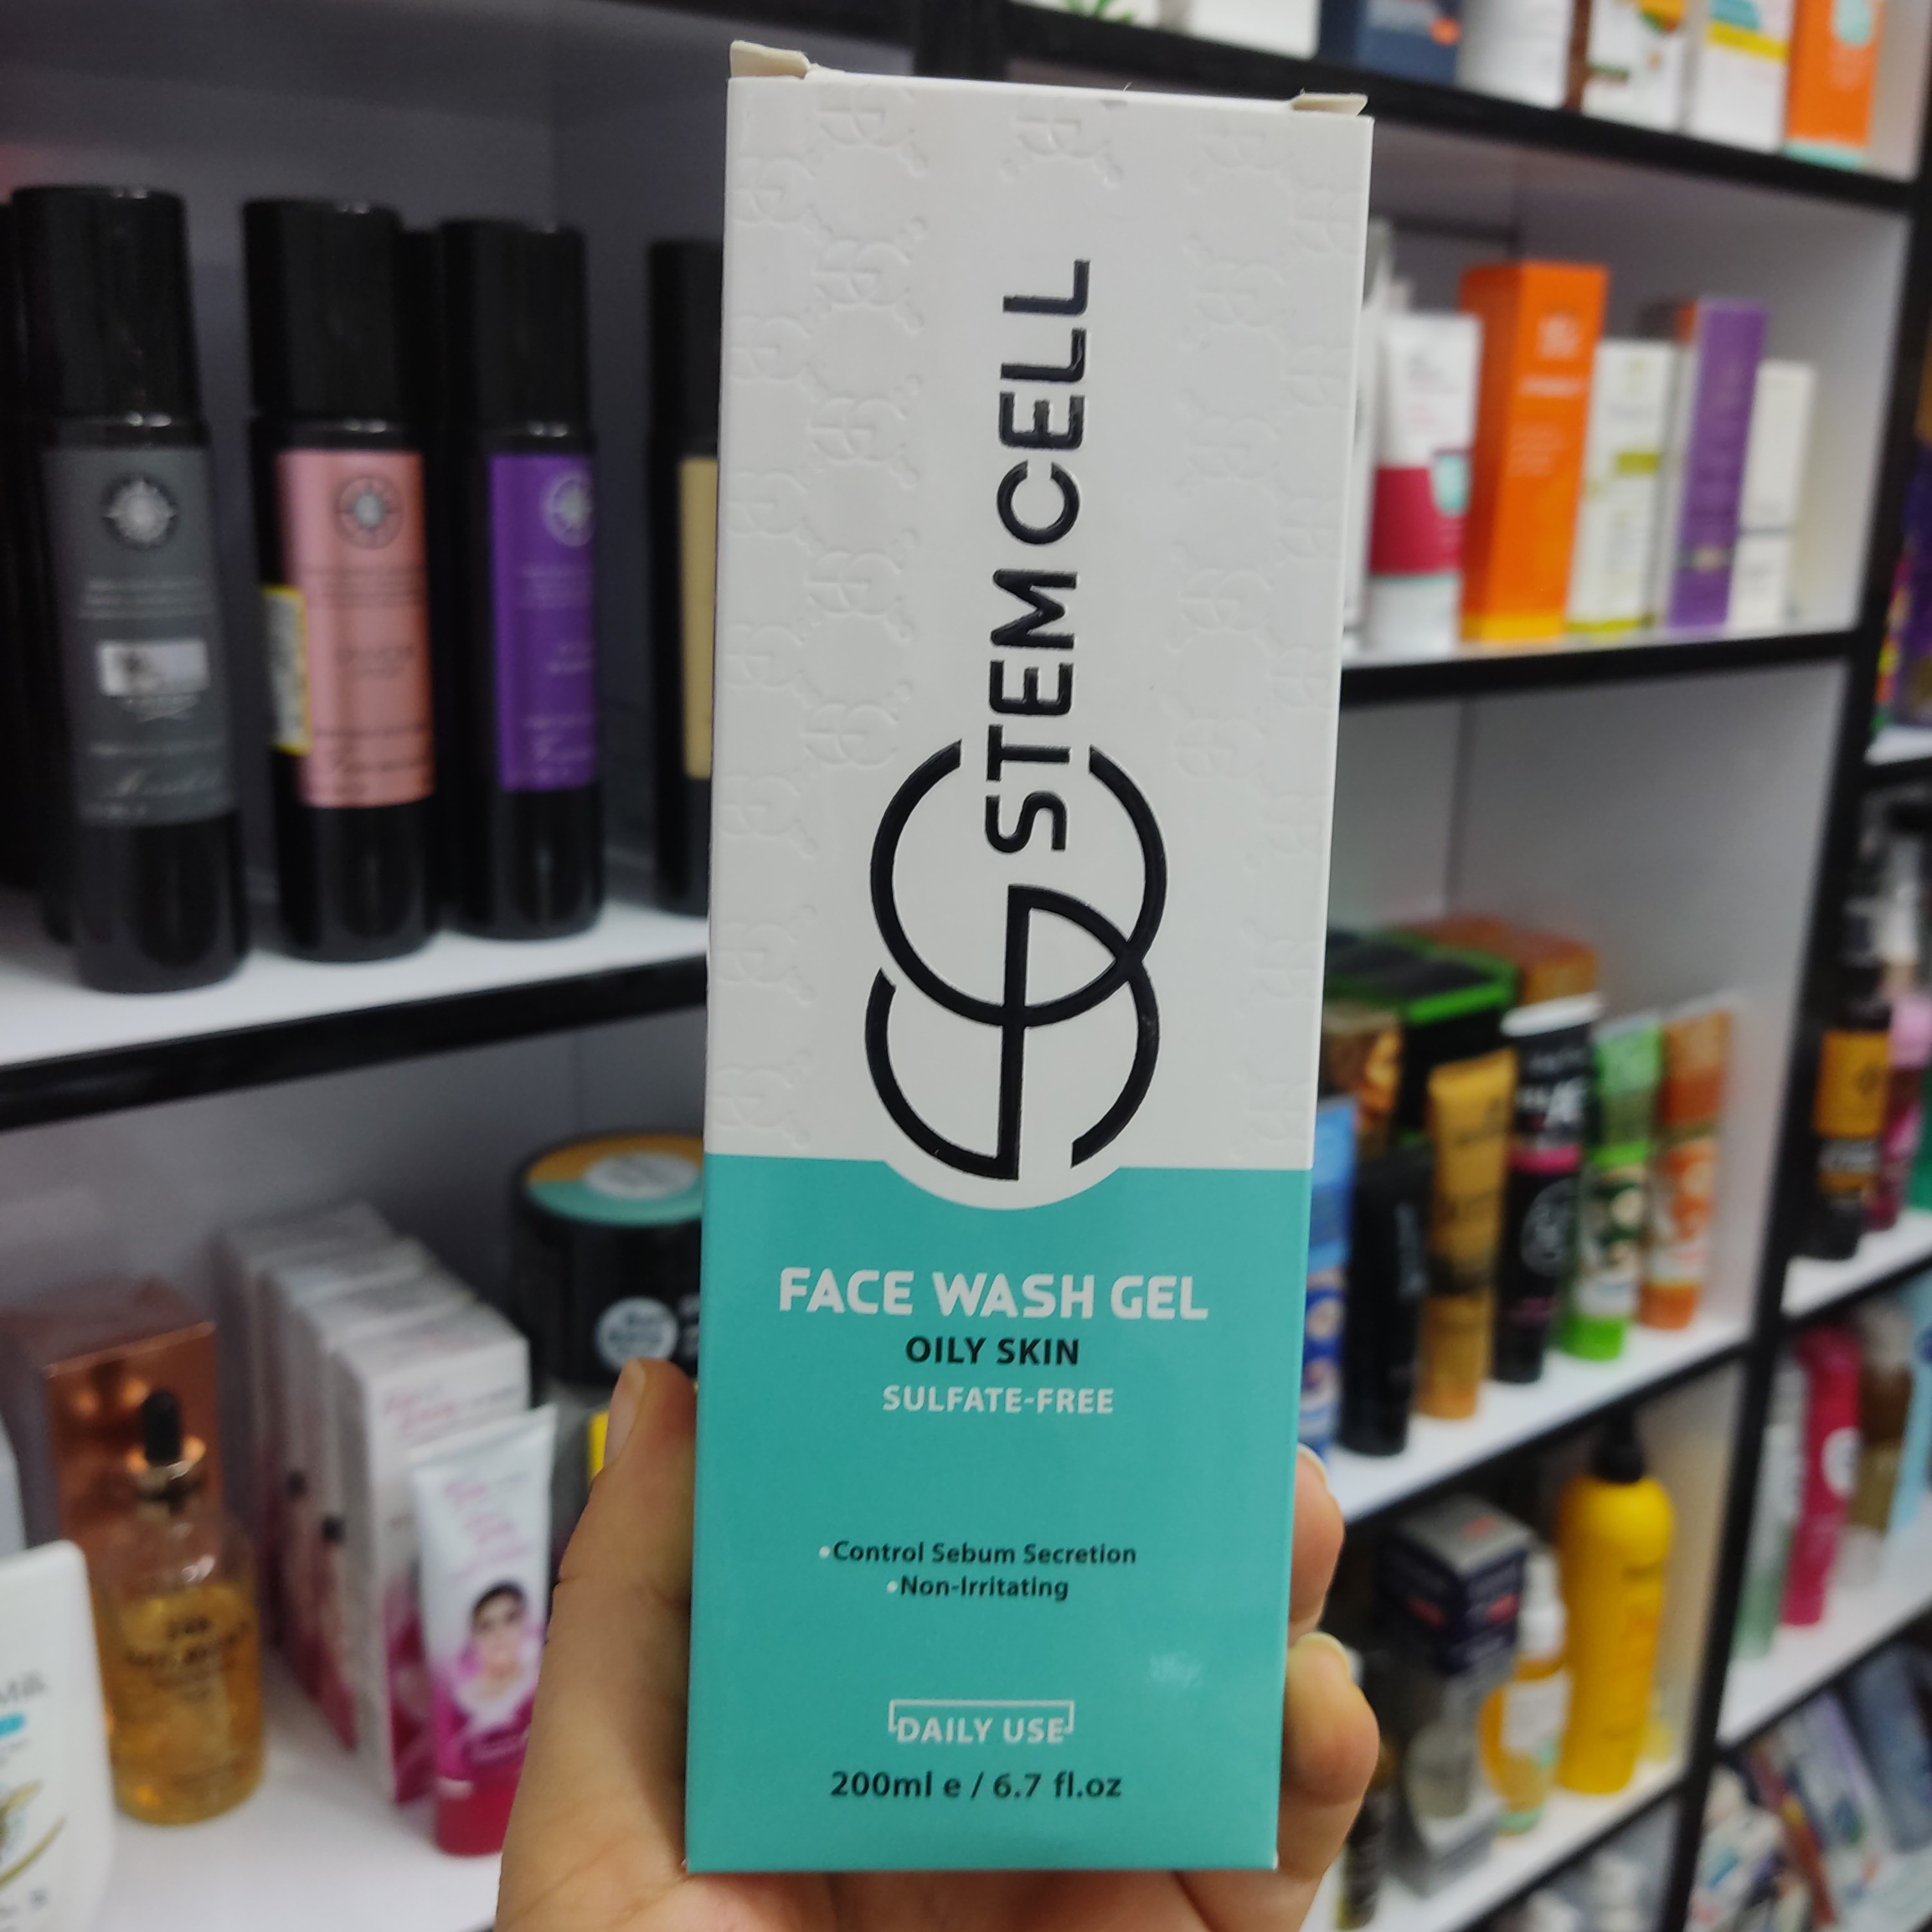 STEM CELL
FACE WASH GEL
OILY SKIN
SULFATE-FREE
•Control Sebum Secretion
•Non-Irritating
DAILY USE
200ml e / 6.7 fl.oz